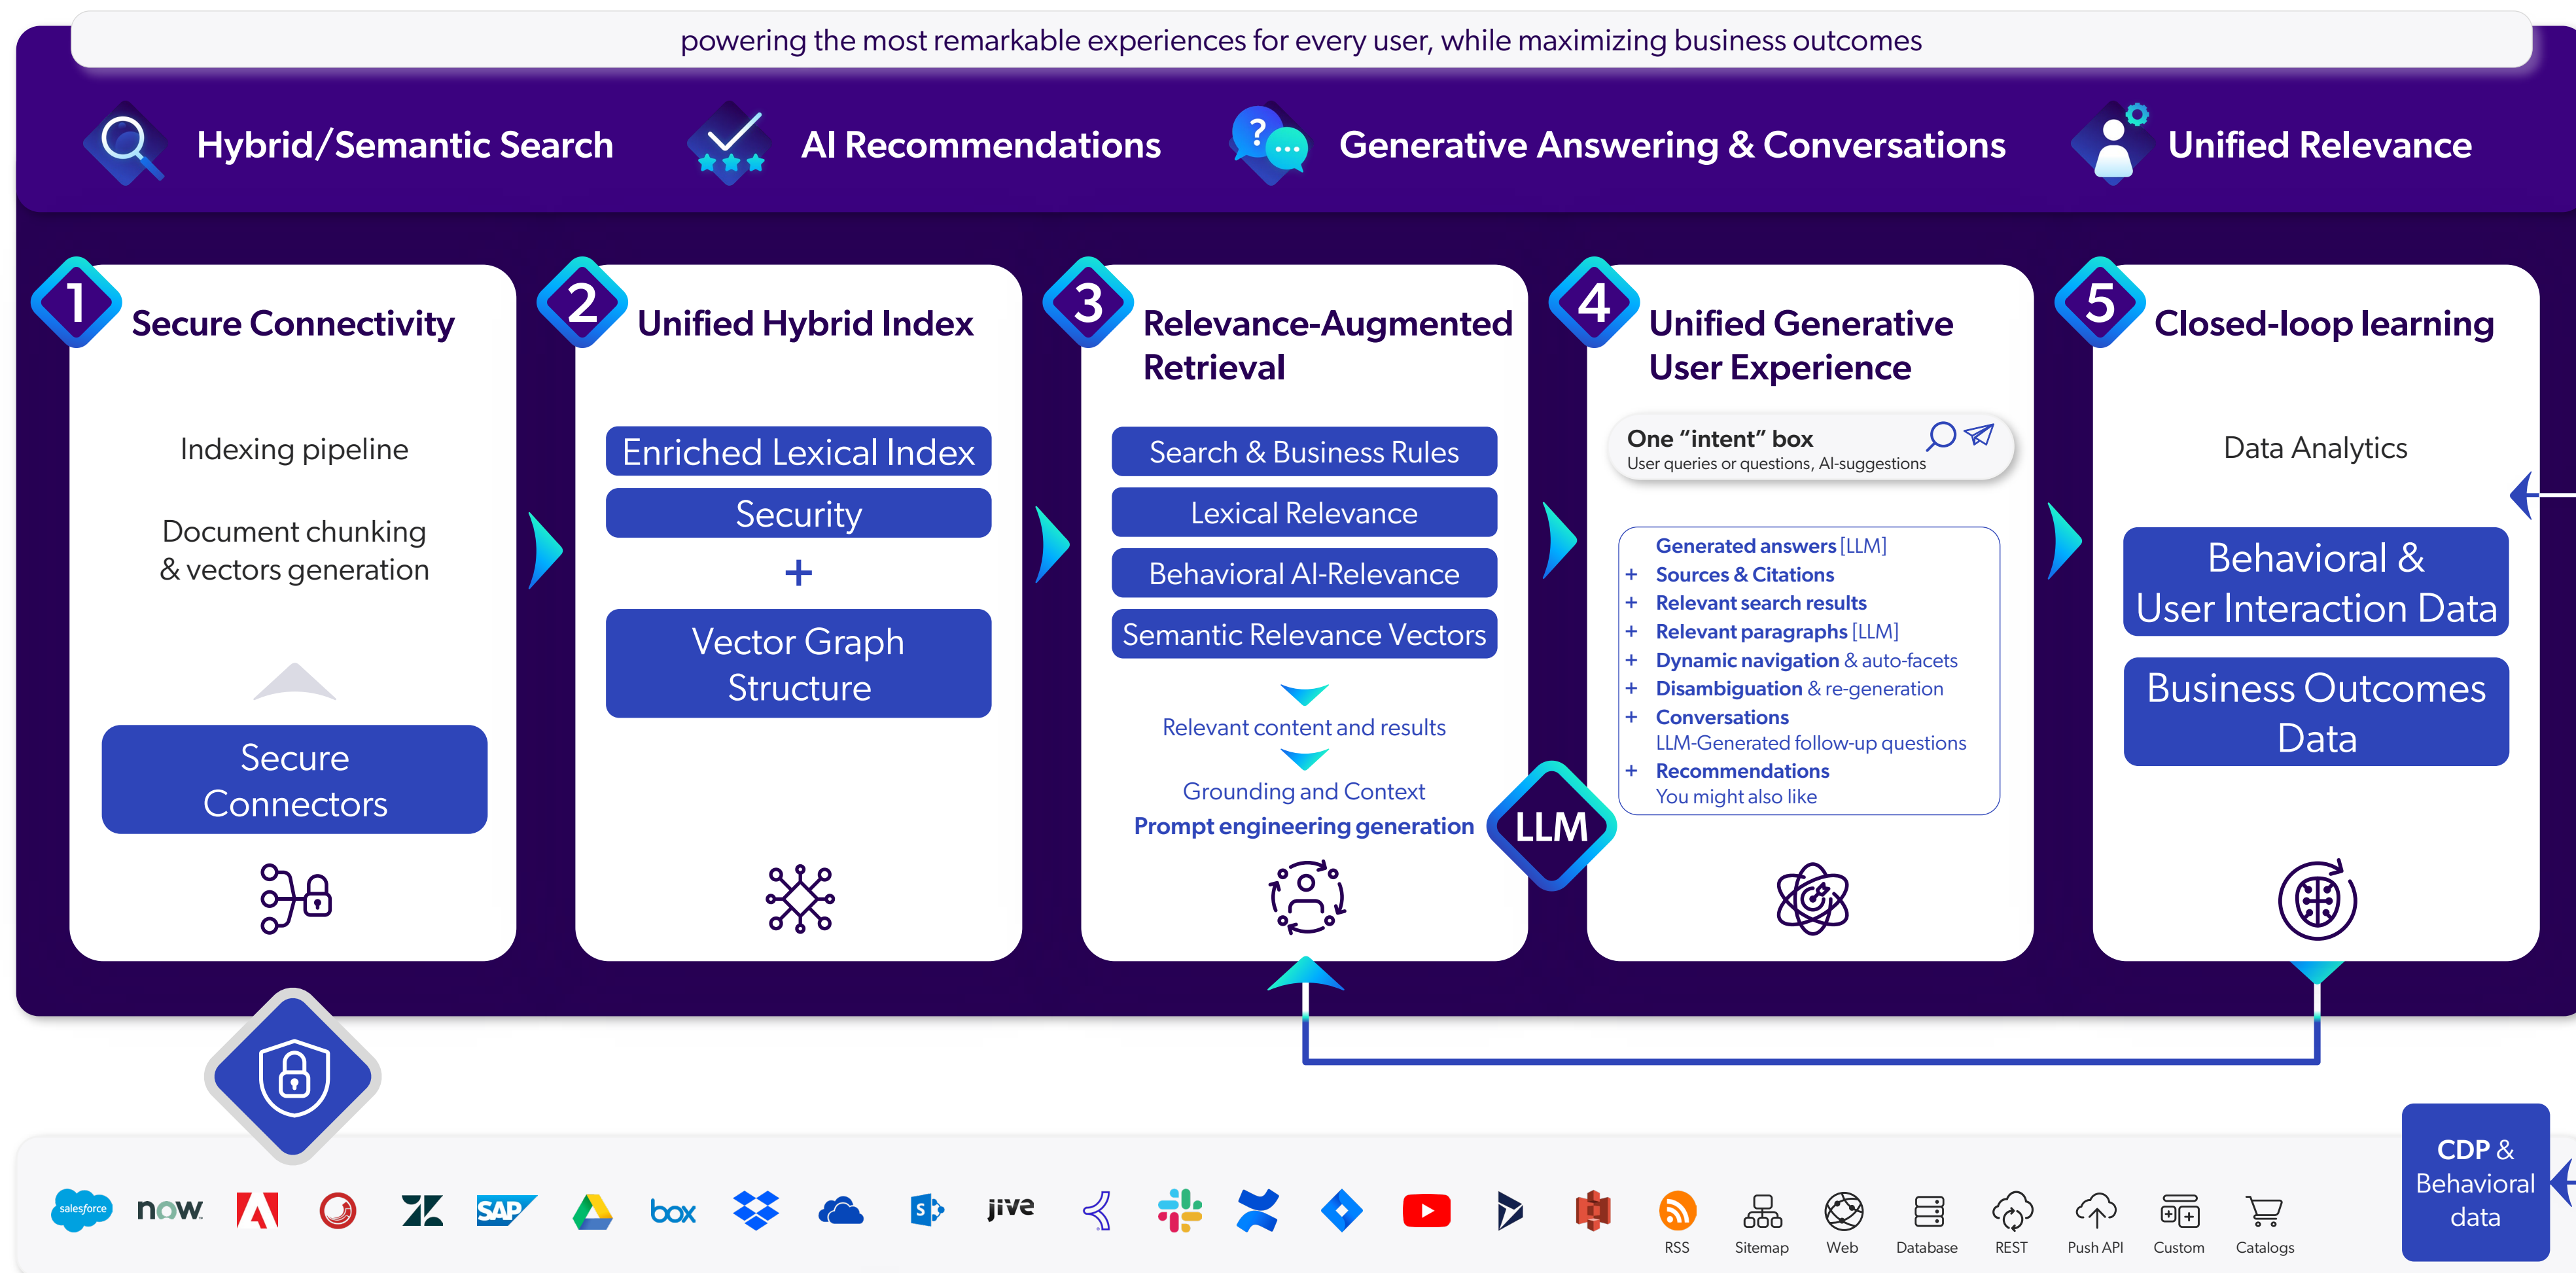 powering the most remarkable experiences for every user, while maximizing business outcomes
Hybrid/Semantic Search
AI Recommendations
?
...
Generative Answering & Conversations
Unified Relevance
1
Secure Connectivity
Indexing pipeline
Document chunking
& vectors generation
Secure
Connectors
2
Unified Hybrid Index
Enriched Lexical Index
Security
+
Vector Graph
Structure
3
Relevance-Augmented
Retrieval
Search & Business Rules
Lexical Relevance
Behavioral AI-Relevance
Semantic Relevance Vectors
Relevant content and results
Grounding and Context
Prompt engineering generation
LLM
4
Unified Generative
User Experience
One “intent” box
User queries or questions, AI-suggestions
Generated answers [LLM]
+ Sources & Citations
+ Relevant search results
+ Relevant paragraphs [LLM]
+ Dynamic navigation & auto-facets
+ Disambiguation & re-generation
+ Conversations
LLM-Generated follow-up questions
+ Recommendations
You might also like
5
Closed-loop learning
Data Analytics
Behavioral &
User Interaction Data
Business Outcomes
Data
salesforce
now
SAP
box
S
jive
RSS
Sitemap
Web
Database
REST
Push API
Custom
Catalogs
CDP &
Behavioral
data